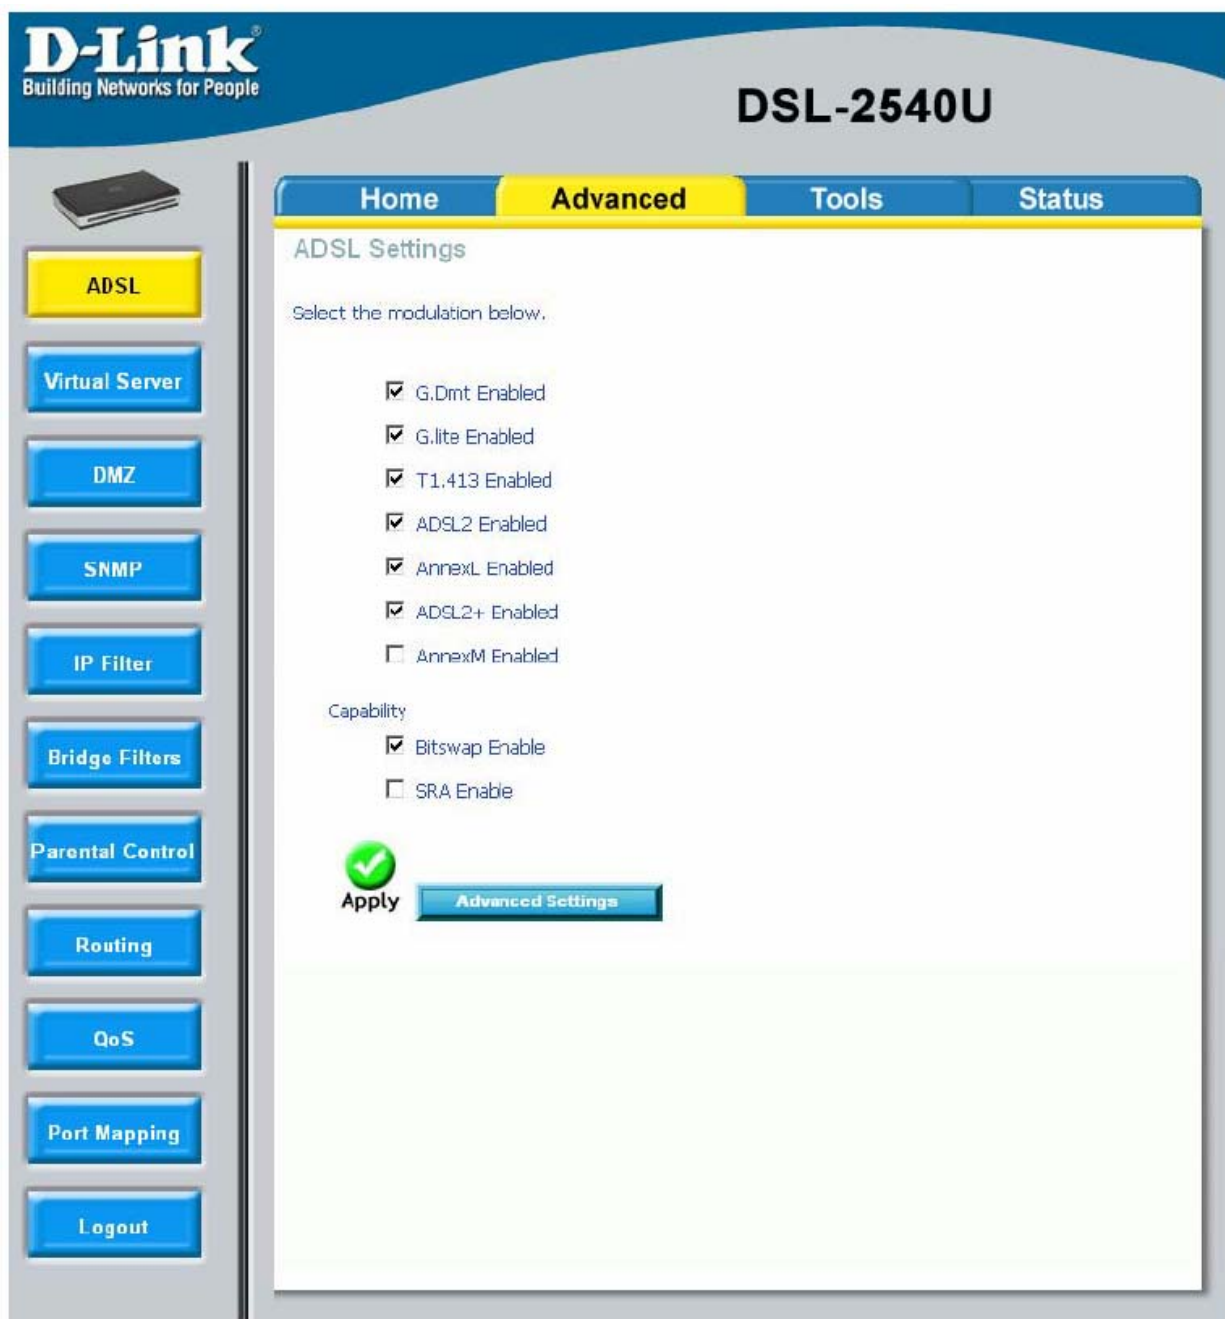 D-Link®
Building Networks for People
DSL-2540U
Home
Advanced
Tools
Status
ADSL
Virtual Server
DMZ
SNMP
IP Filter
Bridge Filters
Parental Control
Routing
QoS
Port Mapping
Logout
ADSL Settings
Select the modulation below.
G.Dmt Enabled
G.lite Enabled
T1.413 Enabled
ADSL2 Enabled
AnnexL Enabled
ADSL2+ Enabled
AnnexM Enabled
Capability
Bitswap Enable
SRA Enable
Apply
Advanced Settings